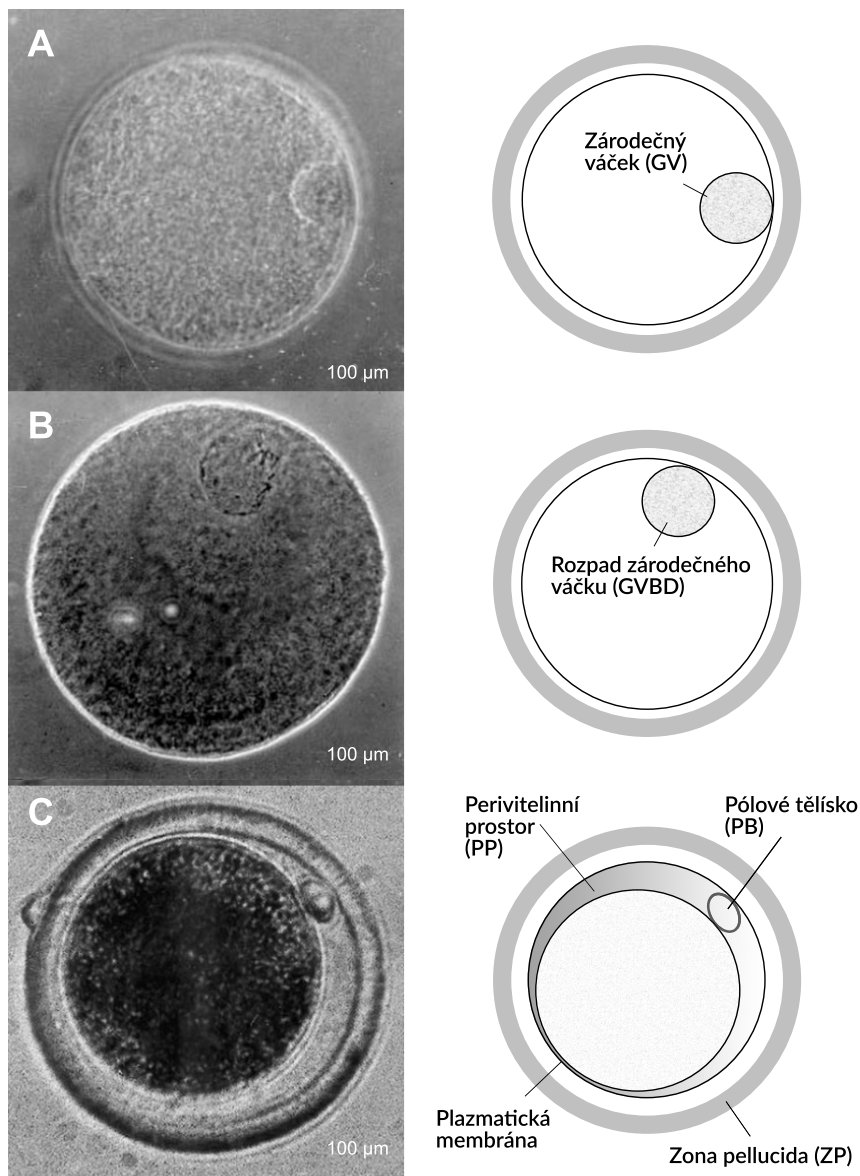 A
Zárodečný
váček (GV)
100 µm
B
Rozpad zárodečného
váčku (GVBD)
100 µm
C
Perivitelinní
prostor
(PP)
Pólové tělísko
(PB)
Plazmatická
membrána
100 µm
Zona pellucida (ZP)